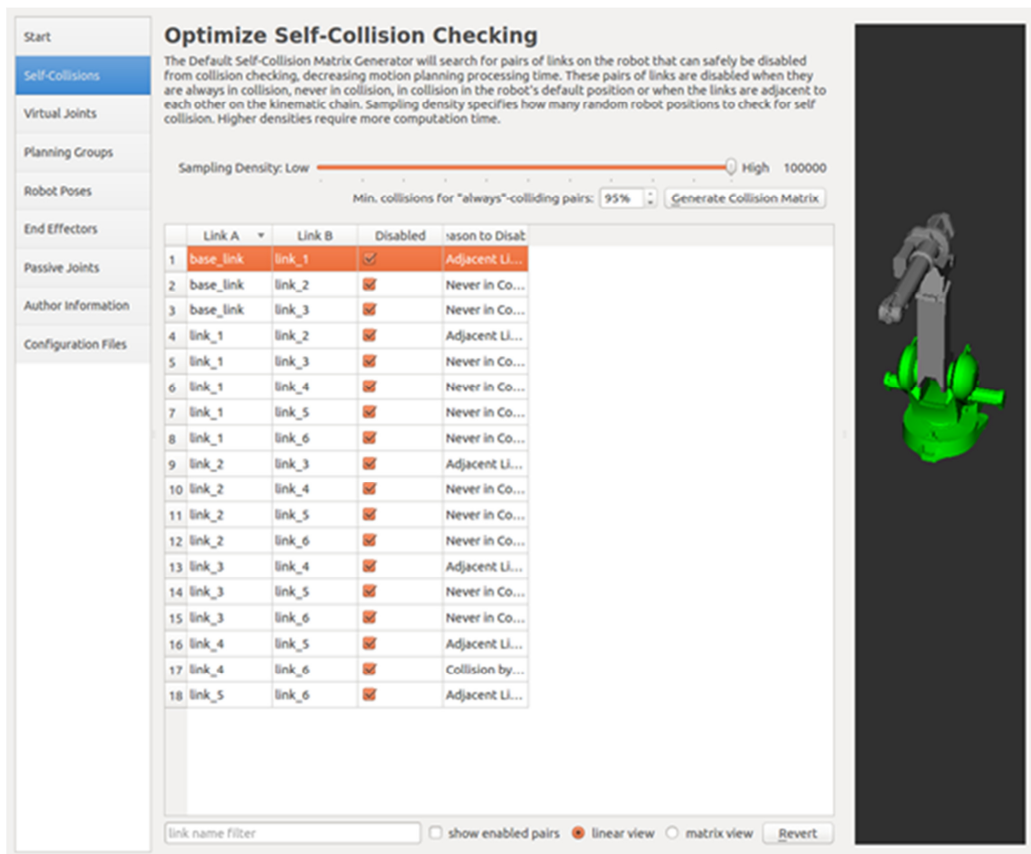 Start
Self-Collisions
Virtual Joints
Planning Groups
Robot Poses
End Effectors
Passive Joints
Author Information
Configuration Files
Optimize Self-Collision Checking
The Default Self-Collision Matrix Generator will search for pairs of links on the robot that can safely be disabled
from collision checking, decreasing motion planning processing time. These pairs of links are disabled when they
are always in collision, never in collision, in collision in the robot's default position or when the links are adjacent to
each other on the kinematic chain. Sampling density specifies how many random robot positions to check for self
collision. Higher densities require more computation time.
Sampling Density: Low High 100000
Min. collisions for "always"-colliding pairs: 95% Generate Collision Matrix
Link A Link B Disabled ason to Disab
1 base_link link_1 Adjacent Li...
2 base_link link_2 Never in Co...
3 base_link link_3 Never in Co...
4 link_1 link_2 Adjacent Li...
5 link_1 link_3 Never in Co...
6 link_1 link_4 Never in Co...
7 link_1 link_5 Never in Co...
8 link_1 link_6 Never in Co...
9 link_2 link_3 Adjacent Li...
10 link_2 link_4 Never in Co...
11 link_2 link_5 Never in Co...
12 link_2 link_6 Never in Co...
13 link_3 link_4 Adjacent Li...
14 link_3 link_5 Never in Co...
15 link_3 link_6 Never in Co...
16 link_4 link_5 Adjacent Li...
17 link_4 link_6 Collision by...
18 link_5 link_6 Adjacent Li...
link name filter show enabled pairs linear view matrix view Revert